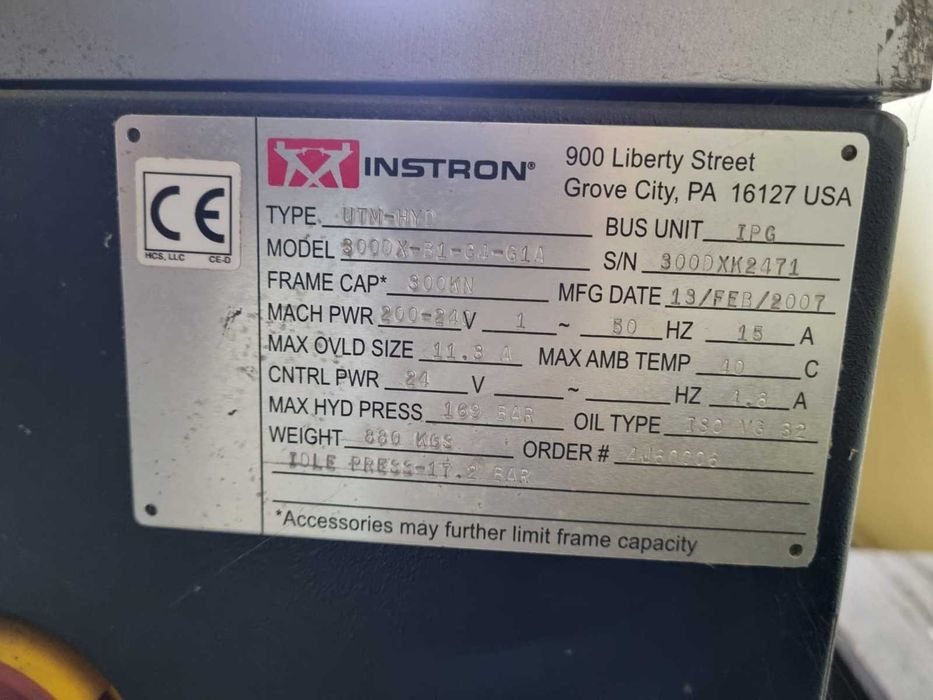 CE
HCS, LLC CE-D
INSTRON®
900 Liberty Street
Grove City, PA 16127 USA
TYPE UTM-HYD
BUS UNIT IPG
MODEL 300DX-B1-G4-G1A
S/N 300DXK2471
FRAME CAP* 300KN
MFG DATE 13/FEB/2007
MACH PWR 200-24 V 1 ~ 50 HZ 15 A
MAX OVLD SIZE 11.3 A MAX AMB TEMP 40 C
CNTRL PWR 24 V ~ HZ 1.8 A
MAX HYD PRESS 169 BAR OIL TYPE ISO VG 32
WEIGHT 880 KGS ORDER #
IDLE PRESS-17.2 BAR
*Accessories may further limit frame capacity